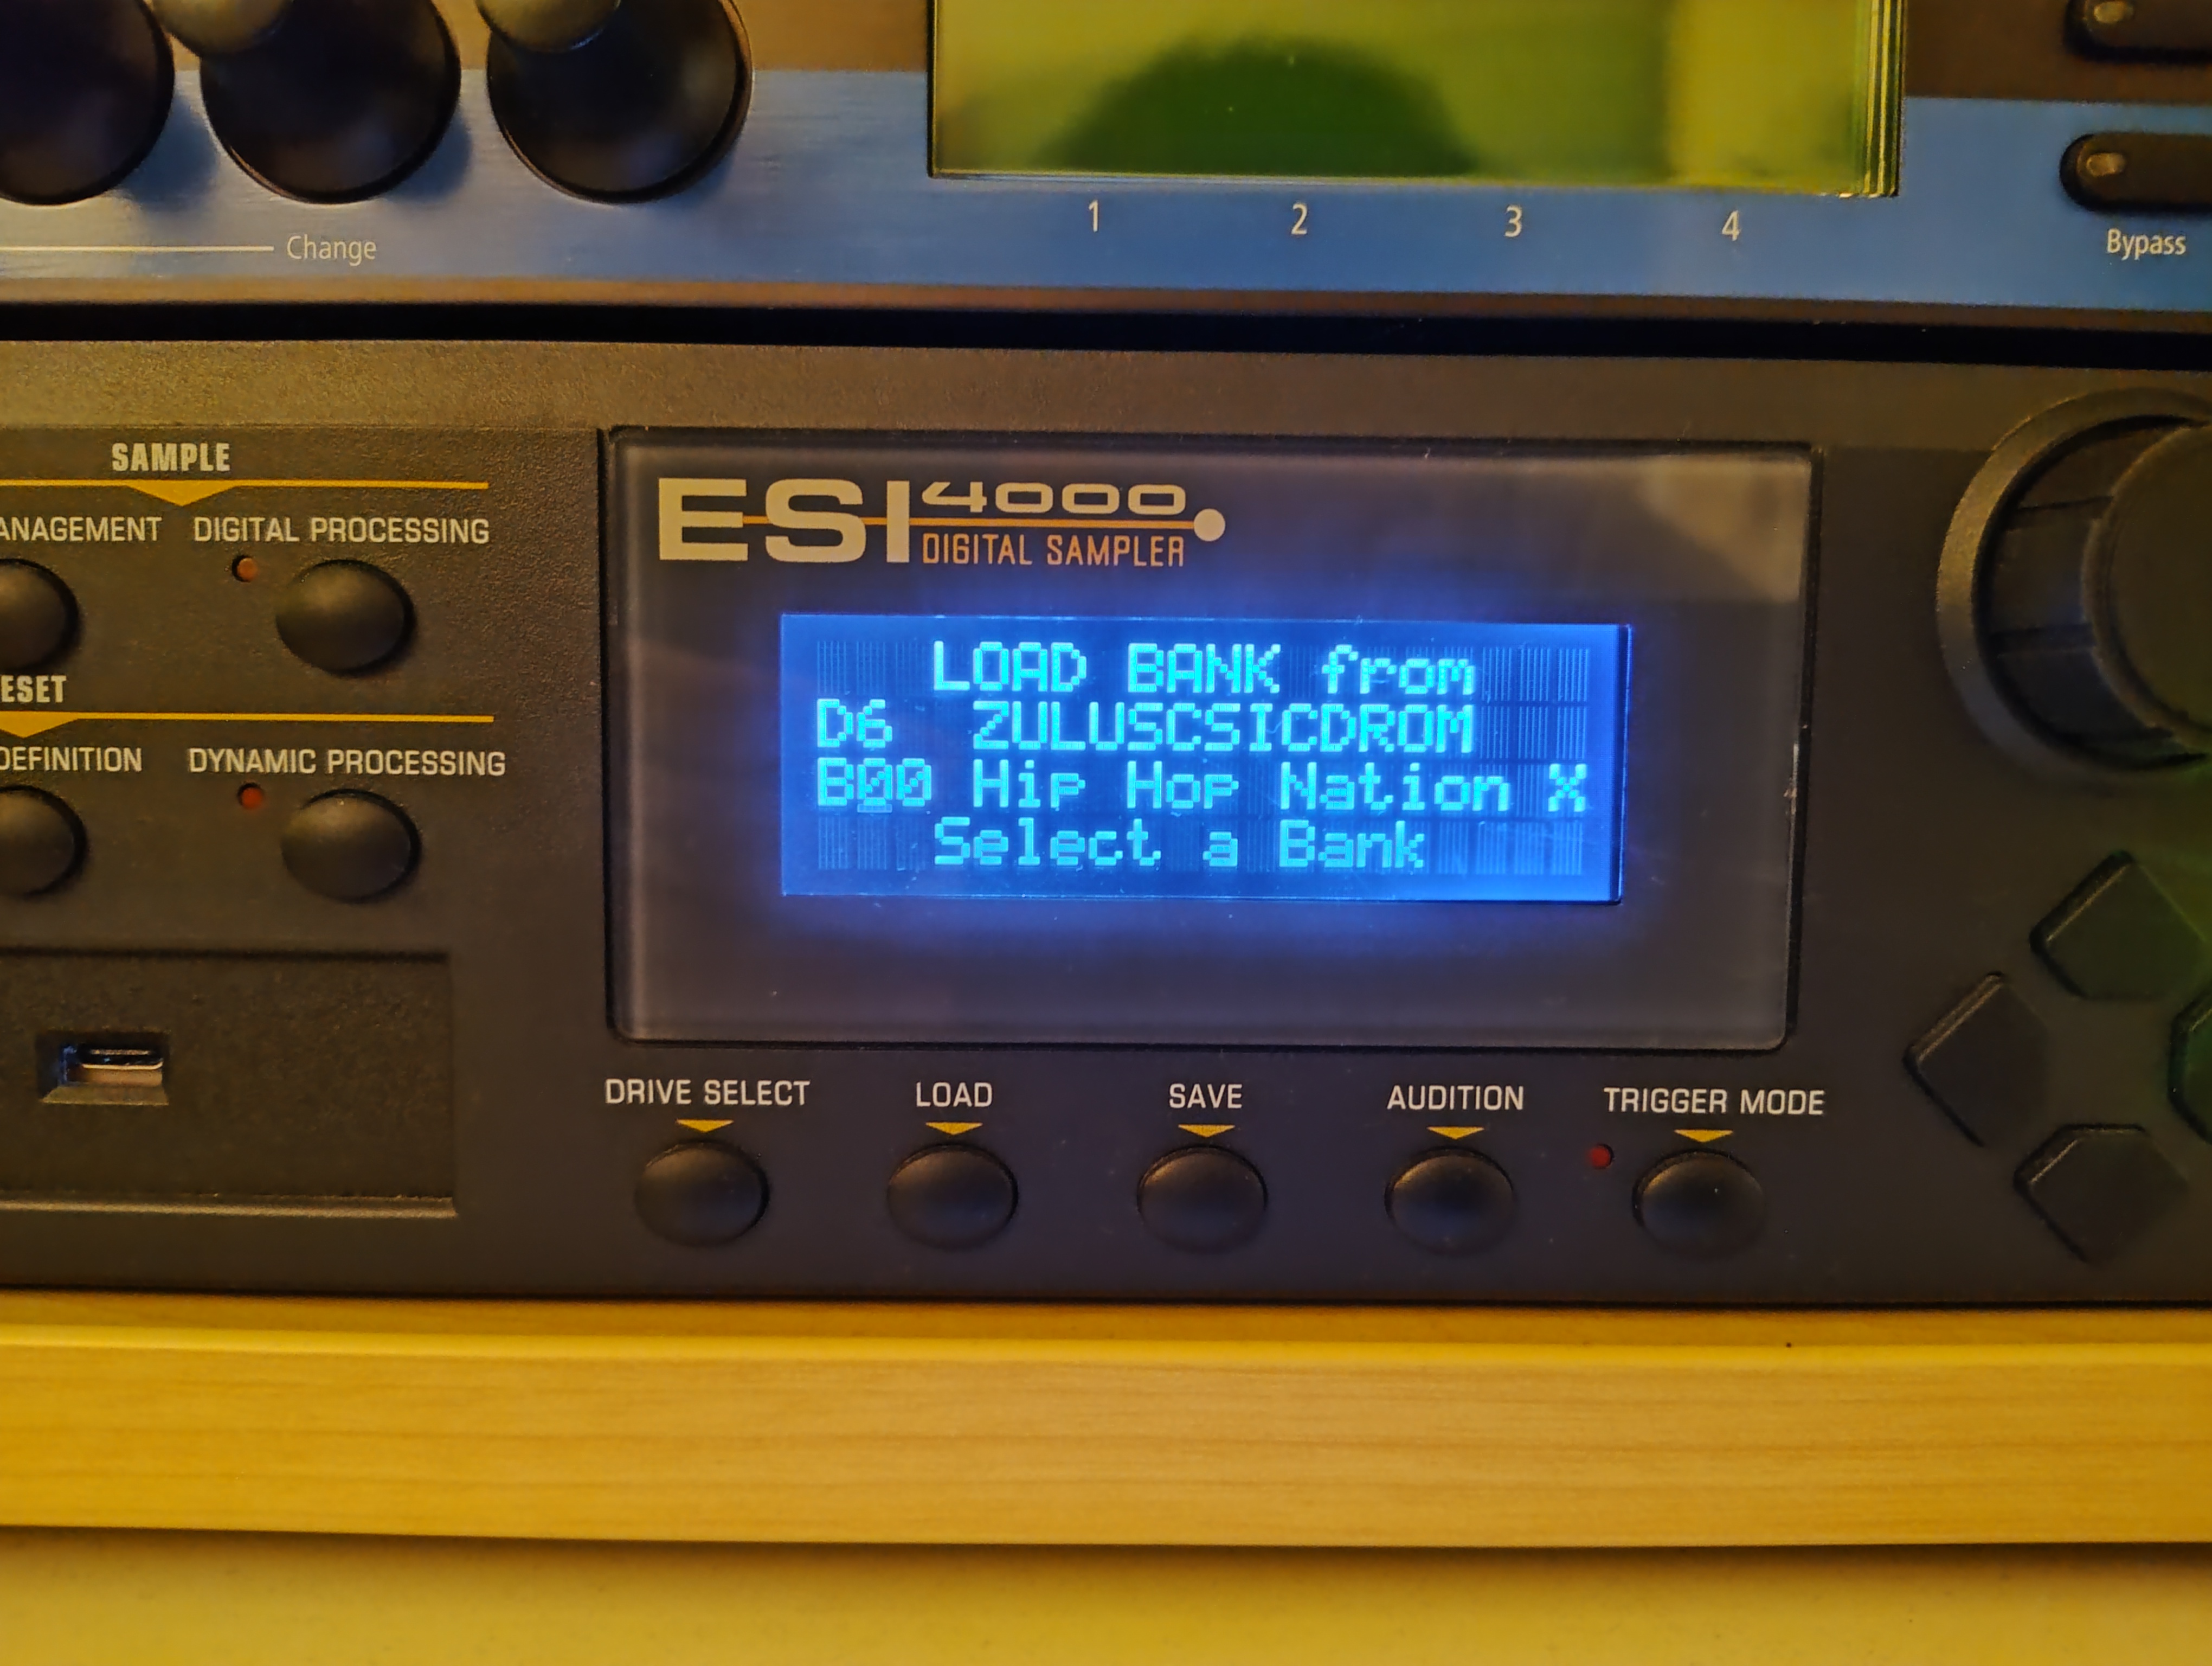 1 2 3 4
Change
Bypass
SAMPLE
ANAGEMENT DIGITAL PROCESSING
ESET
DEFINITION DYNAMIC PROCESSING
ESI 4000
DIGITAL SAMPLER
LOAD BANK from
D6 ZULUSCSICDROM
B00 Hip Hop Nation X
Select a Bank
DRIVE SELECT LOAD SAVE AUDITION TRIGGER MODE